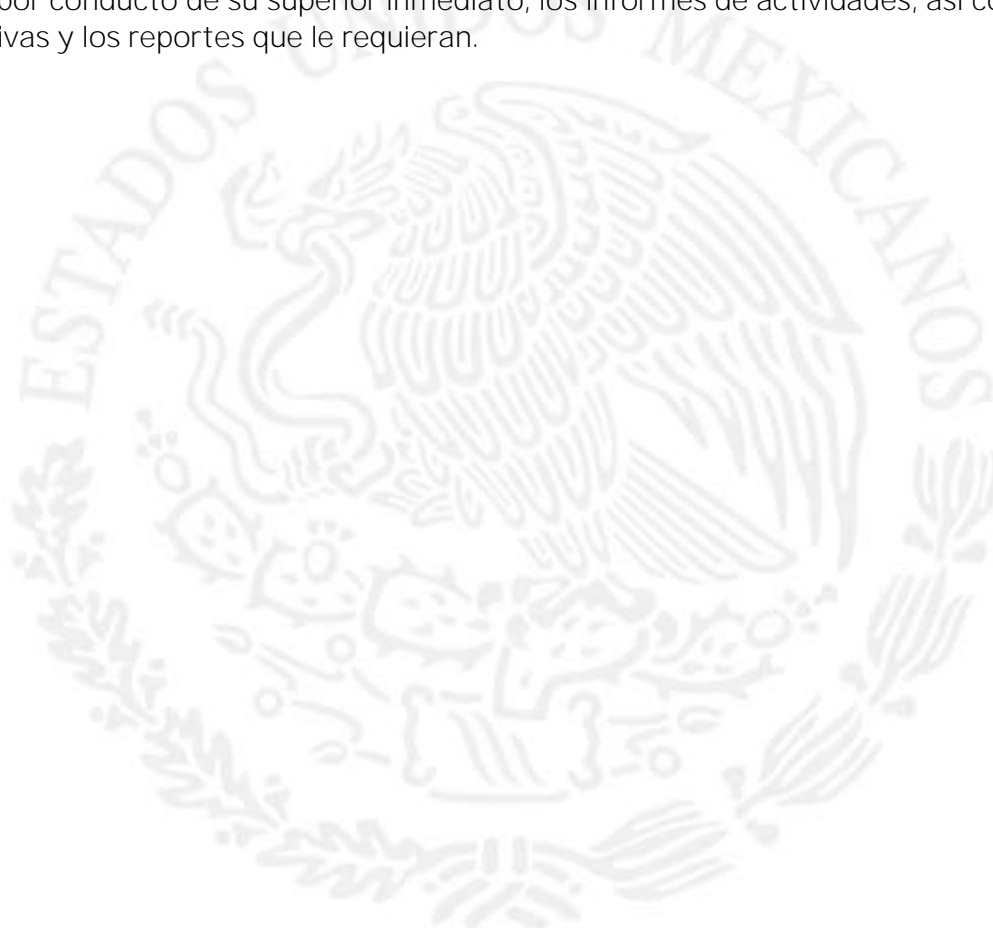 por conducto de su superior inmediato, los informes de actividades, así co
ivas y los reportes que le requieran.
ESTADOS UNIDOS MEXICANOS